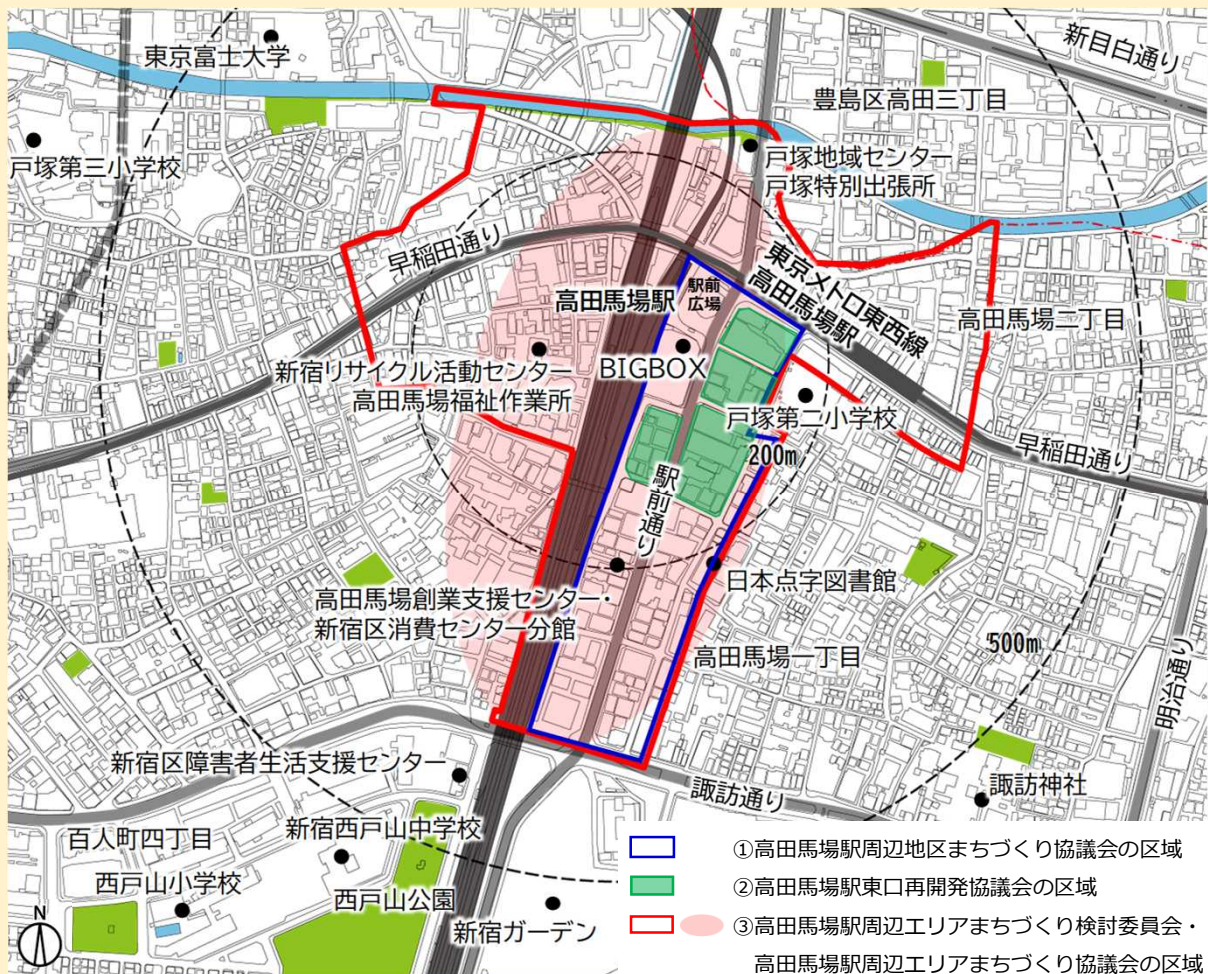 新目白通り
東京富士大学
豊島区高田三丁目
戸塚第三小学校
戸塚地域センター
戸塚特別出張所
早稲田通り
東京メトロ東西線
高田馬場駅
高田馬場駅
駅前
広場
高田馬場二丁目
新宿リサイクル活動センター
高田馬場福祉作業所
BIGBOX
戸塚第二小学校
200m
早稲田通り
駅前通り
日本点字図書館
高田馬場創業支援センター・
新宿区消費センター分館
高田馬場一丁目
500m
明治通り
新宿区障害者生活支援センター
諏訪通り
諏訪神社
百人町四丁目
新宿西戸山中学校
西戸山小学校
西戸山公園
新宿ガーデン
N
①高田馬場駅周辺地区まちづくり協議会の区域
②高田馬場駅東口再開発協議会の区域
③高田馬場駅周辺エリアまちづくり検討委員会・
高田馬場駅周辺エリアまちづくり協議会の区域